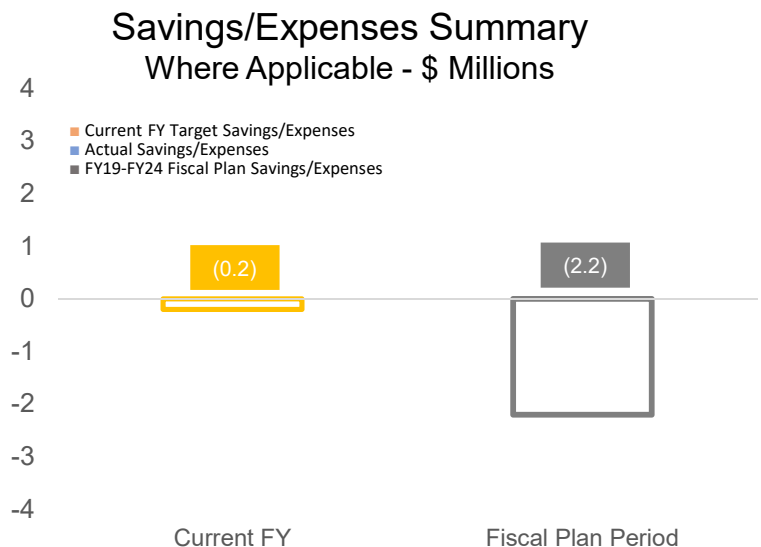 Savings/Expenses Summary
Where Applicable - $ Millions
4
3
2
1
0
-1
-2
-3
-4
Current FY Target Savings/Expenses
Actual Savings/Expenses
FY19-FY24 Fiscal Plan Savings/Expenses
(0.2)
(2.2)
Current FY
Fiscal Plan Period